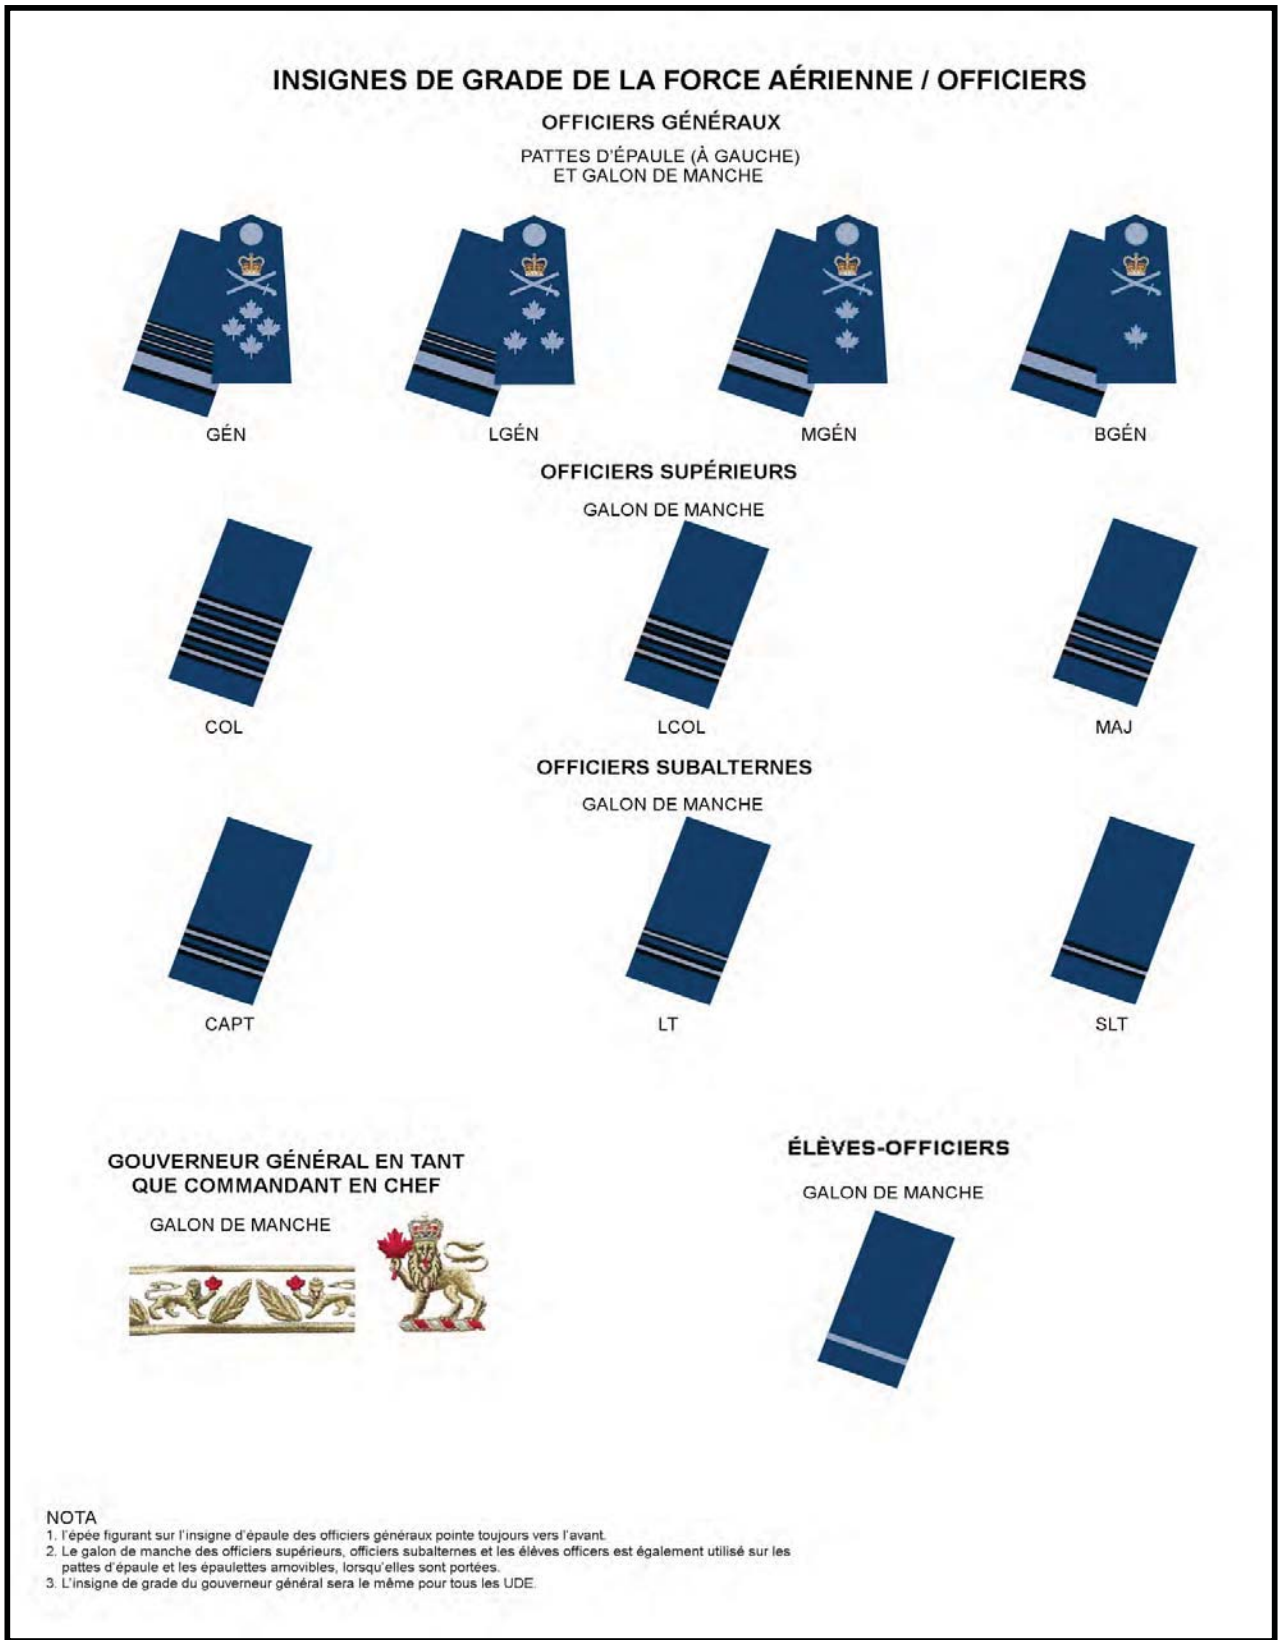 INSIGNES DE GRADE DE LA FORCE AÉRIENNE / OFFICIERS
OFFICIERS GÉNÉRAUX
PATTES D'ÉPAULE (À GAUCHE)
ET GALON DE MANCHE
GÉN
LGÉN
MGÉN
BGÉN
OFFICIERS SUPÉRIEURS
GALON DE MANCHE
COL
LCOL
MAJ
OFFICIERS SUBALTERNES
GALON DE MANCHE
CAPT
LT
SLT
GOUVERNEUR GÉNÉRAL EN TANT
QUE COMMANDANT EN CHEF
GALON DE MANCHE
ÉLÈVES-OFFICIERS
GALON DE MANCHE
NOTA
1. l'épée figurant sur l'insigne d'épaule des officiers généraux pointe toujours vers l'avant.
2. Le galon de manche des officiers supérieurs, officiers subalternes et les élèves officers est également utilisé sur les
pattes d'épaule et les épaulettes amovibles, lorsqu'elles sont portées.
3. L'insigne de grade du gouverneur général sera le même pour tous les UDE.